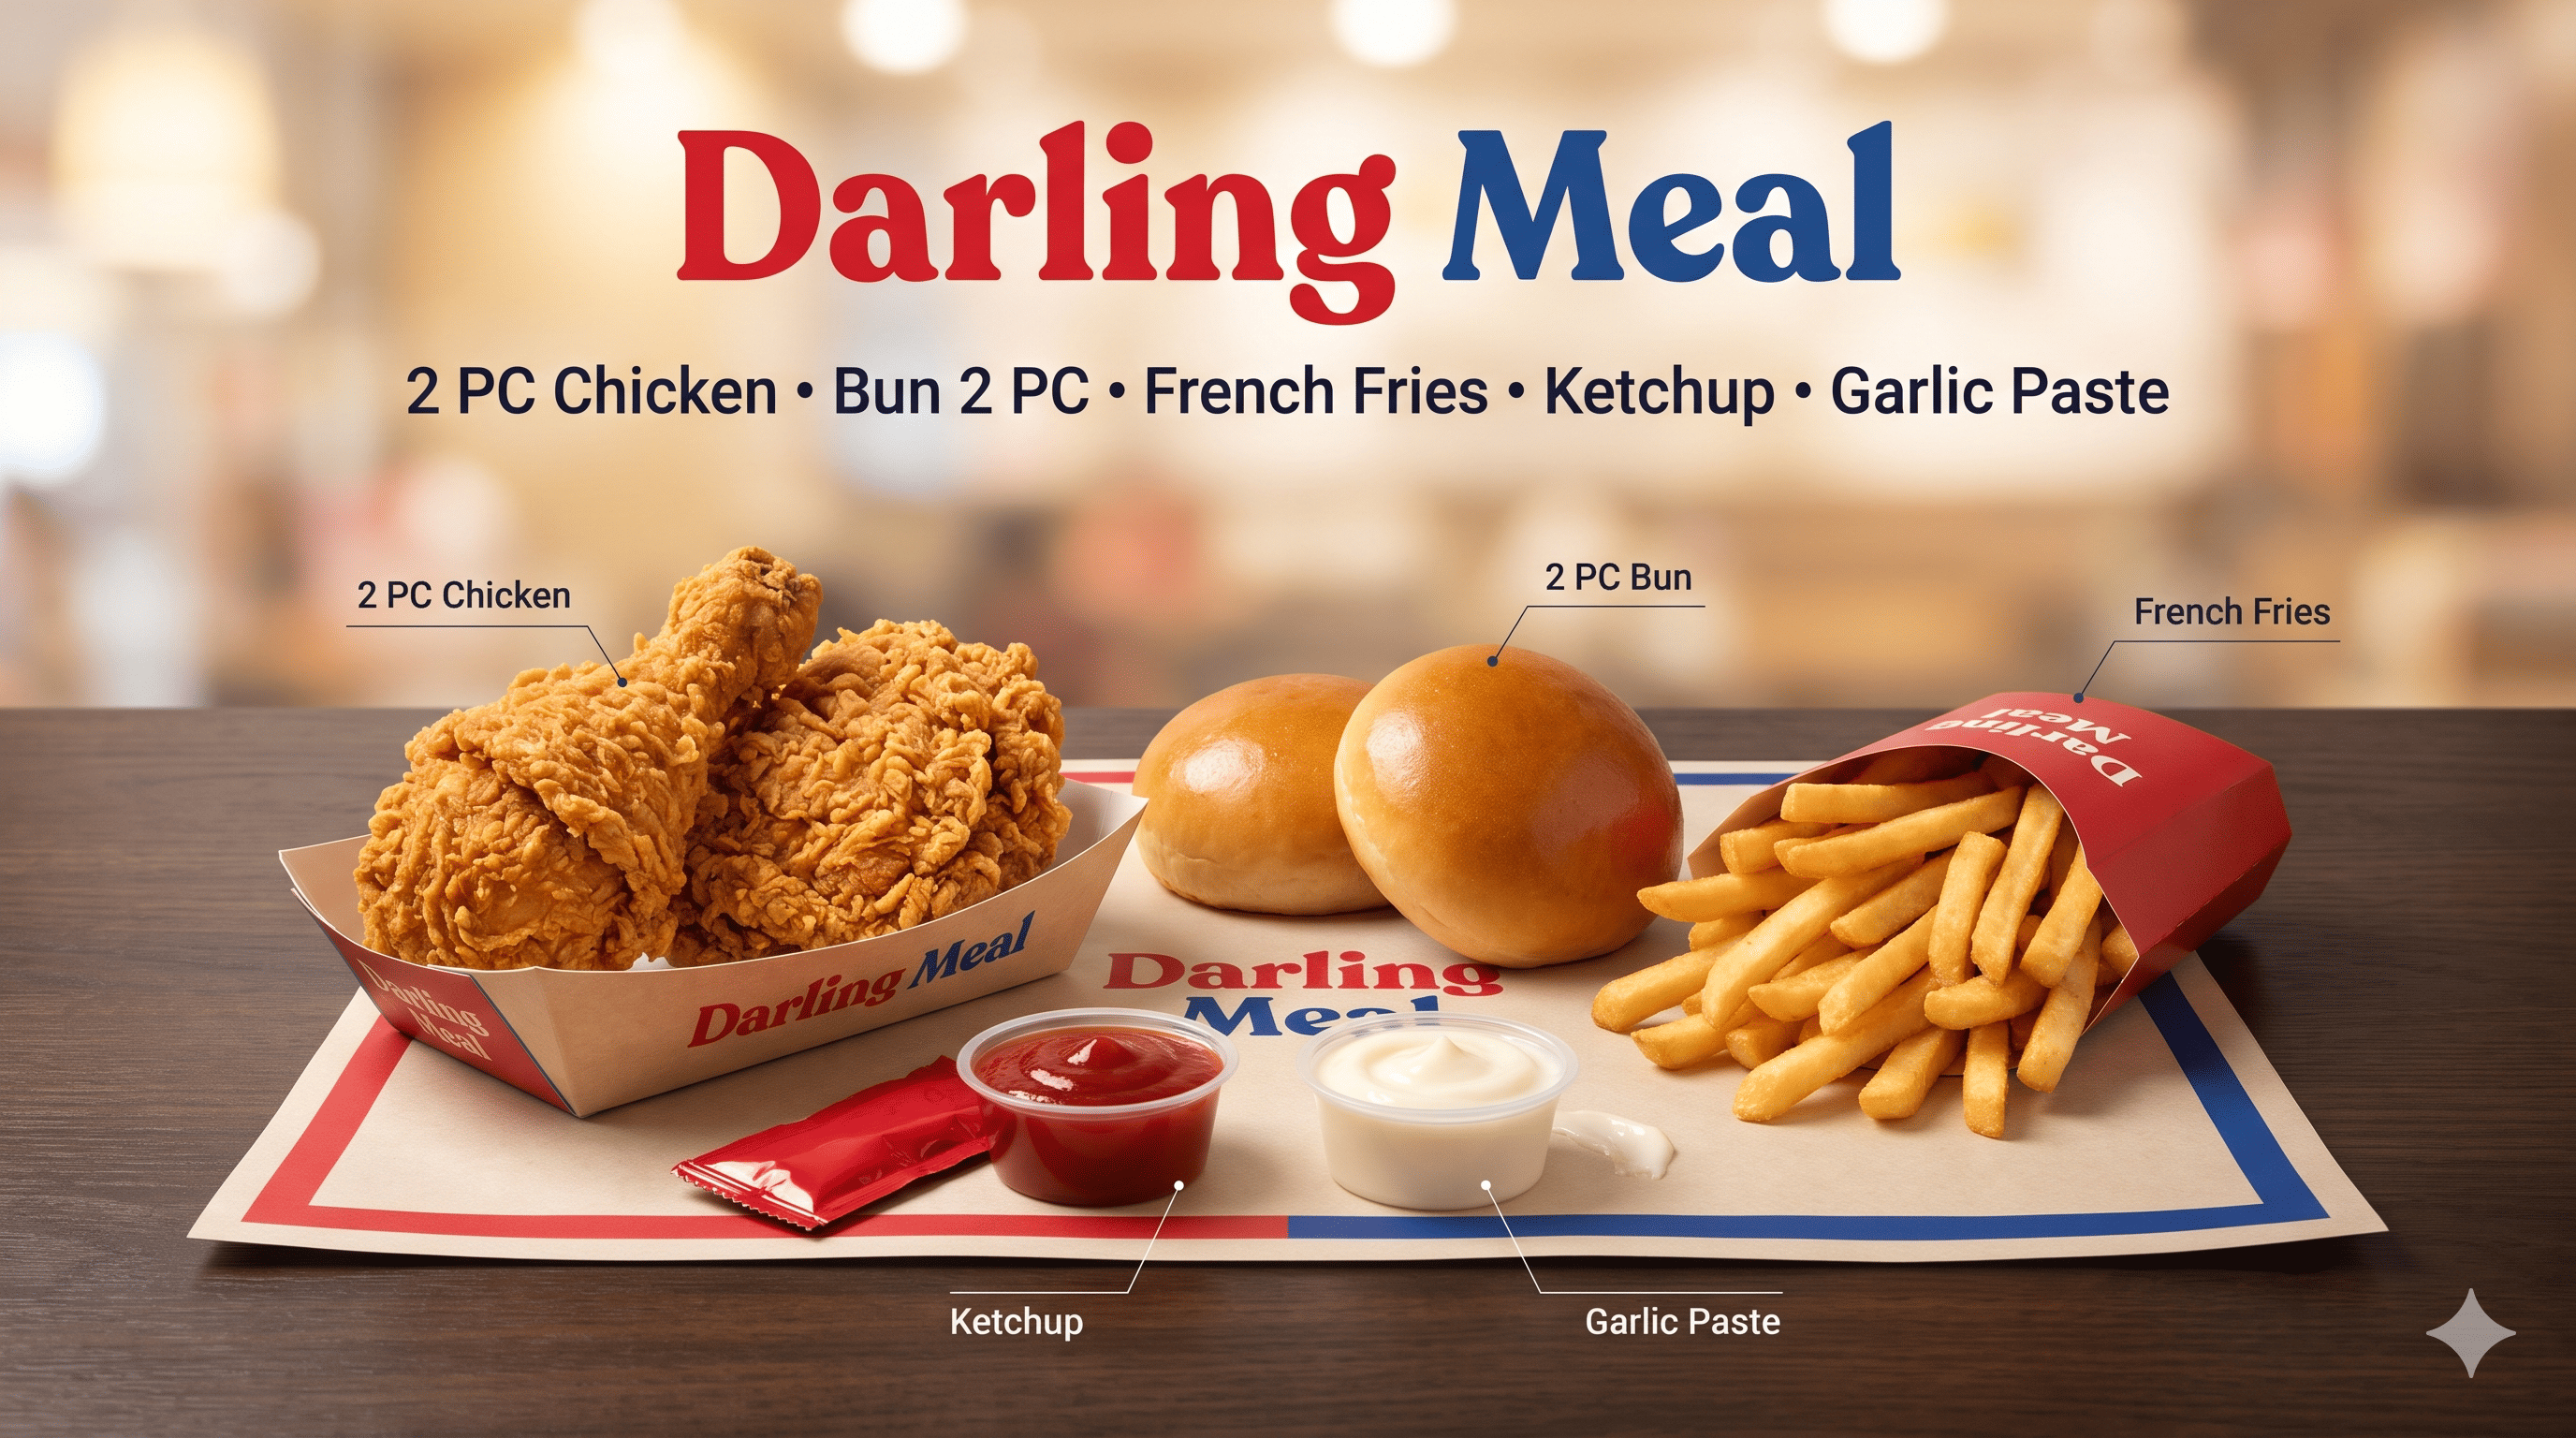 Darling Meal
2 PC Chicken • Bun 2 PC • French Fries • Ketchup • Garlic Paste
2 PC Chicken
2 PC Bun
French Fries
Darling
Meal
Darling Meal
Darling
Meal
Darling
Meal
Ketchup
Garlic Paste